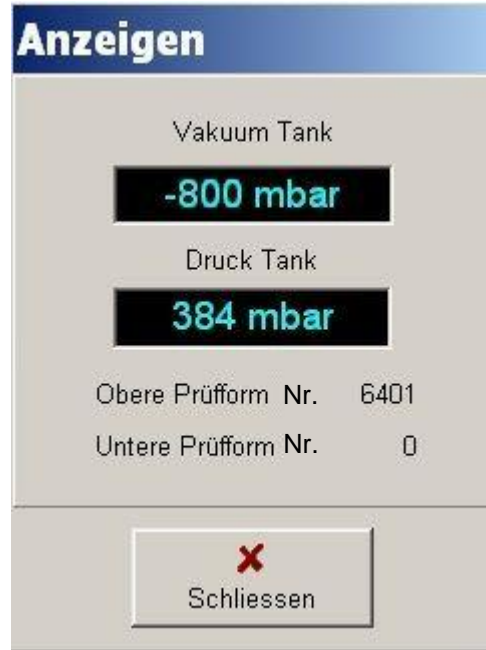 Anzeigen
Vakuum Tank
-800 mbar
Druck Tank
384 mbar
Obere Prüfform Nr. 6401
Untere Prüfform Nr. 0
Schliessen